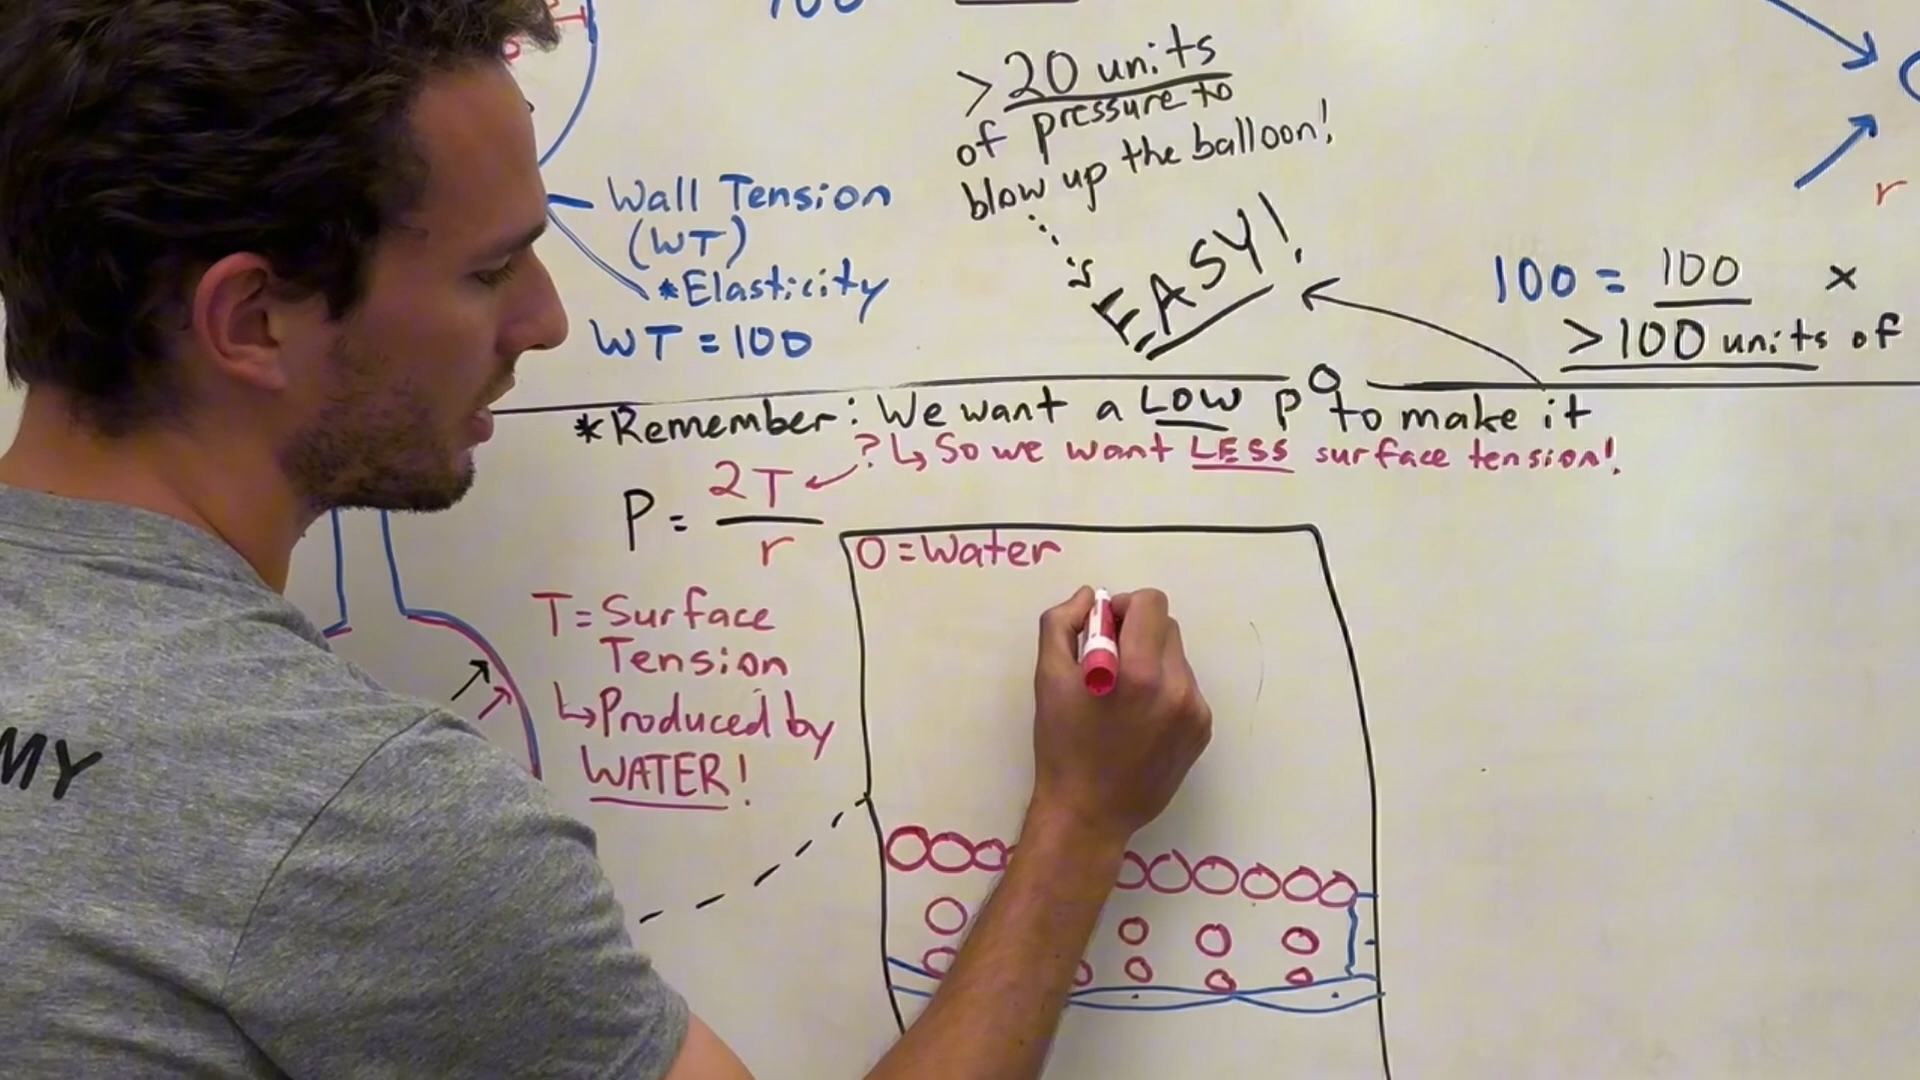 >20 units
of pressure to
blow up the balloon!
is
EASY!
Wall Tension
(WT)
*Elasticity
WT = 100
r
100 = 100 x
>100 units of
*Remember: We want a LOW P to make it
? ↳ So we want LESS surface tension!
P = 2T
r
O = Water
T = Surface
Tension
↳ Produced by
WATER!
MY